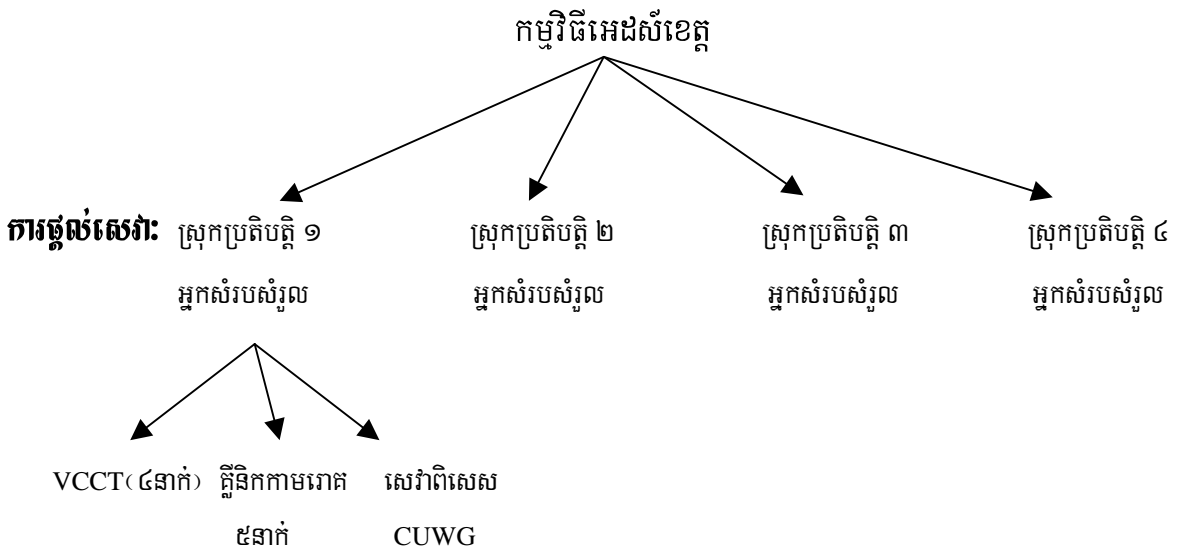 កម្មវិធីអេដស៍ខេត្ត
ការផ្តល់សេវា: ស្រុកប្រតិបត្តិ ១ ស្រុកប្រតិបត្តិ ២ ស្រុកប្រតិបត្តិ ៣ ស្រុកប្រតិបត្តិ ៤
អ្នកសំរបសំរួល អ្នកសំរបសំរួល អ្នកសំរបសំរួល អ្នកសំរបសំរួល
VCCT(៤នាក់) គ្លីនិកកាមរោគ សេវាពិសេស
៥នាក់ CUWG